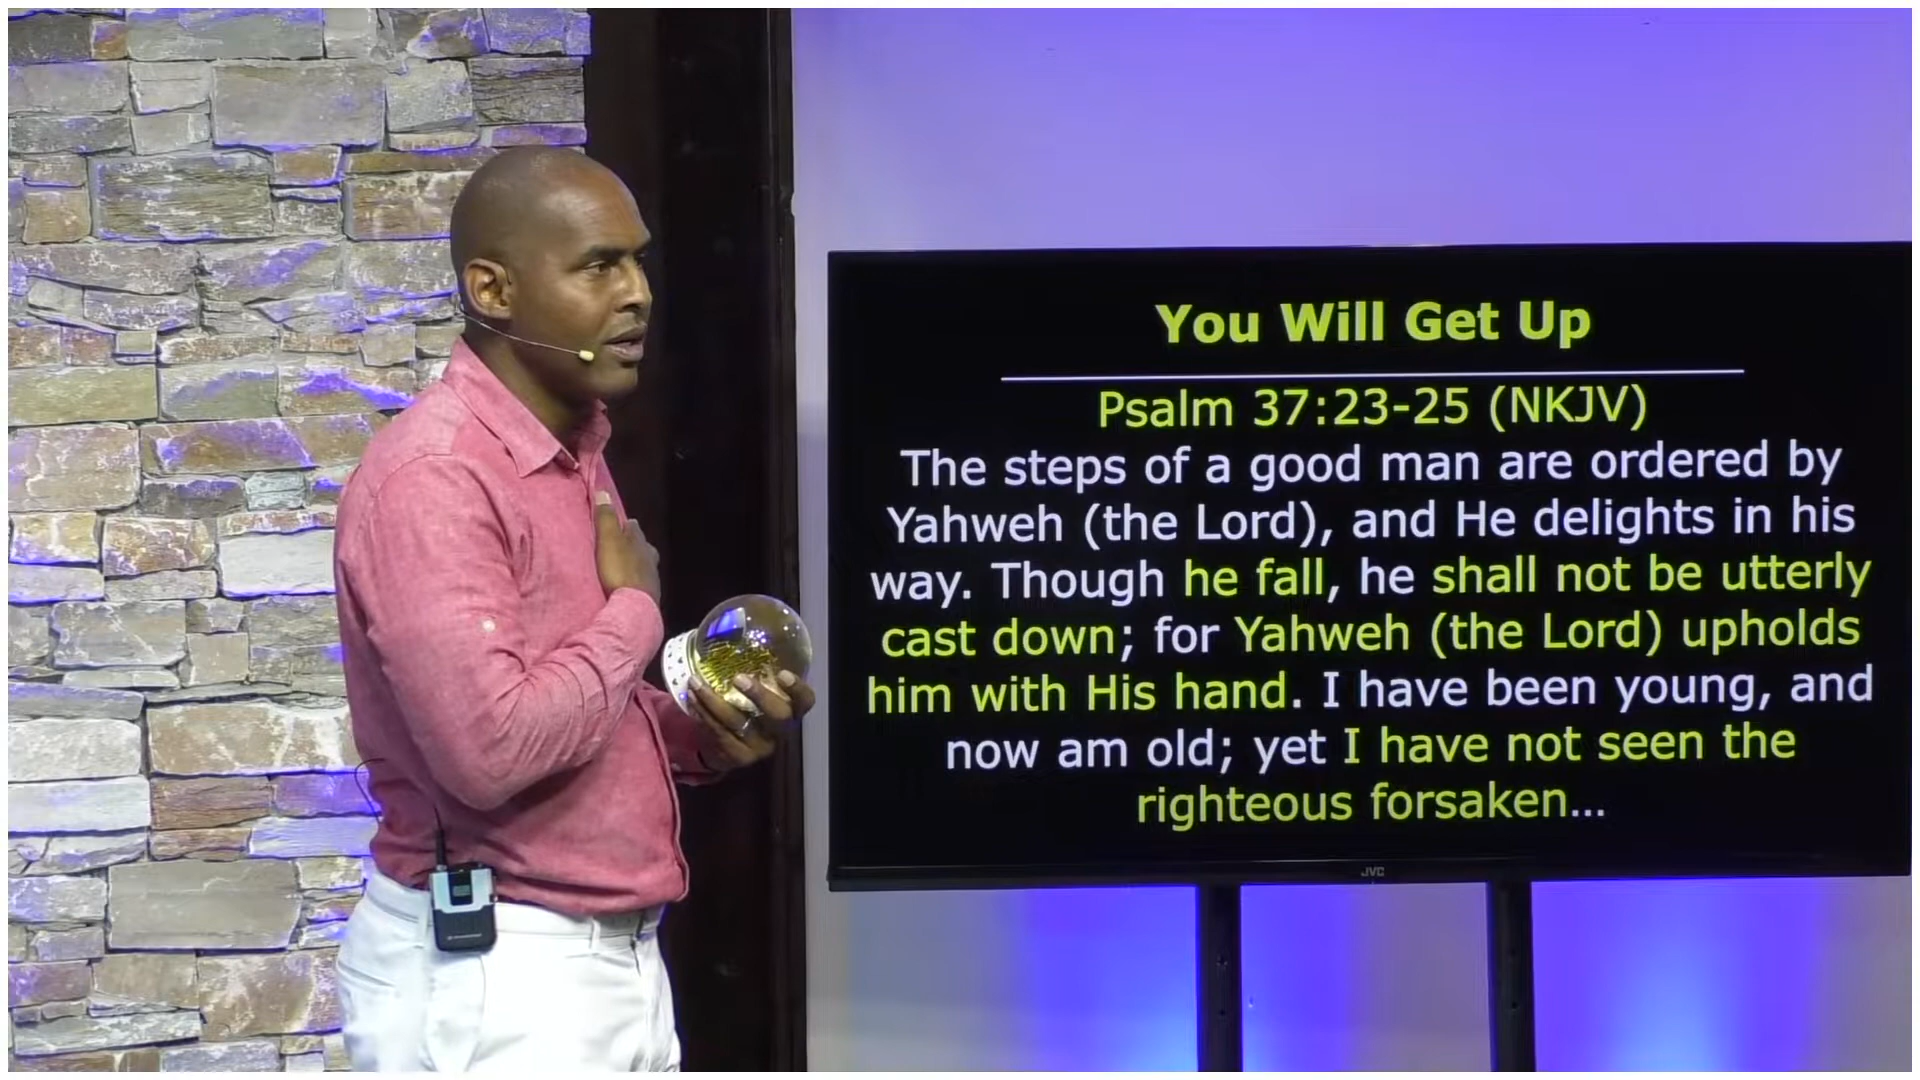 You Will Get Up
Psalm 37:23-25 (NKJV)
The steps of a good man are ordered by
Yahweh (the Lord), and He delights in his
way. Though he fall, he shall not be utterly
cast down; for Yahweh (the Lord) upholds
him with His hand. I have been young, and
now am old; yet I have not seen the
righteous forsaken...
JVC